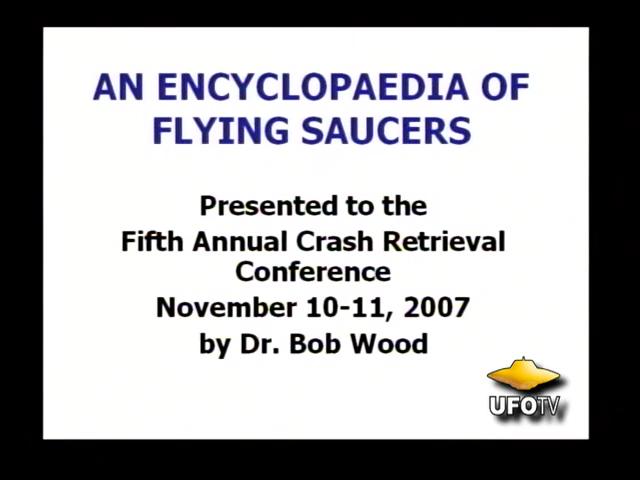 AN ENCYCLOPAEDIA OF
FLYING SAUCERS
Presented to the
Fifth Annual Crash Retrieval
Conference
November 10-11, 2007
by Dr. Bob Wood
UFOTV